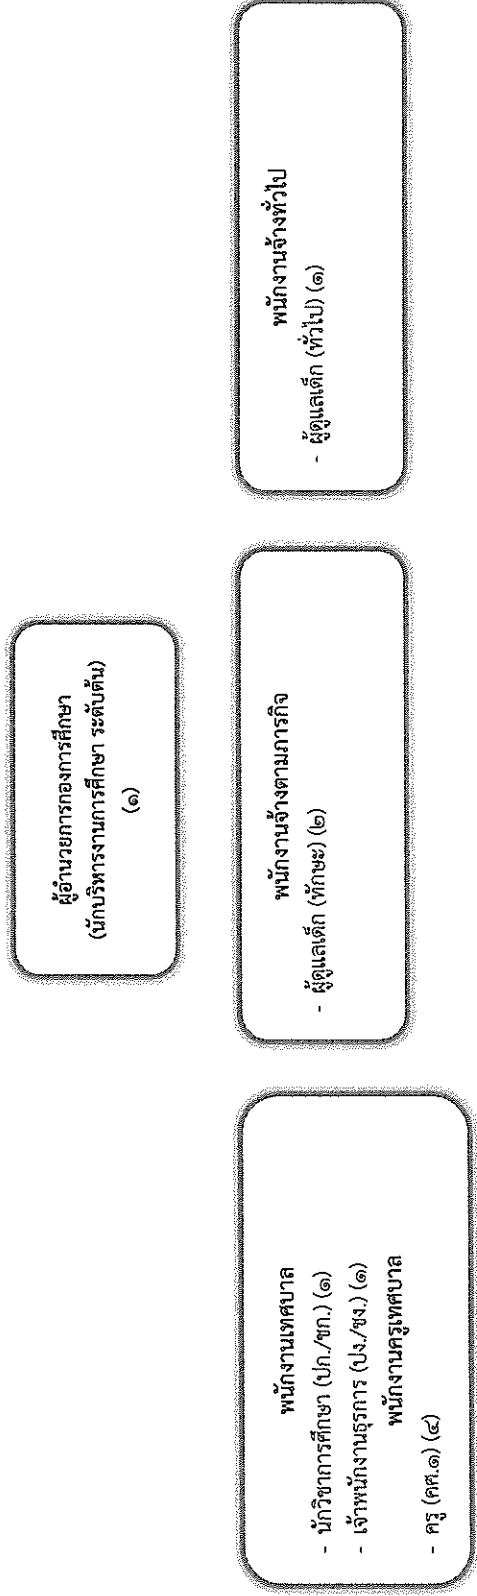 ผู้อำนวยการกองการศึกษา
(นักบริหารงานการศึกษา ระดับต้น)
(๑)
พนักงานเทศบาล
- นักวิชาการศึกษา (ปก./ชก.) (๑)
- เจ้าพนักงานธุรการ (ปง./ชง.) (๑)
พนักงานครูเทศบาล
- ครู (คศ.๑) (๔)
พนักงานจ้างตามภารกิจ
- ผู้ดูแลเด็ก (ทักษะ) (๒)
พนักงานจ้างทั่วไป
- ผู้ดูแลเด็ก (ทั่วไป) (๑)